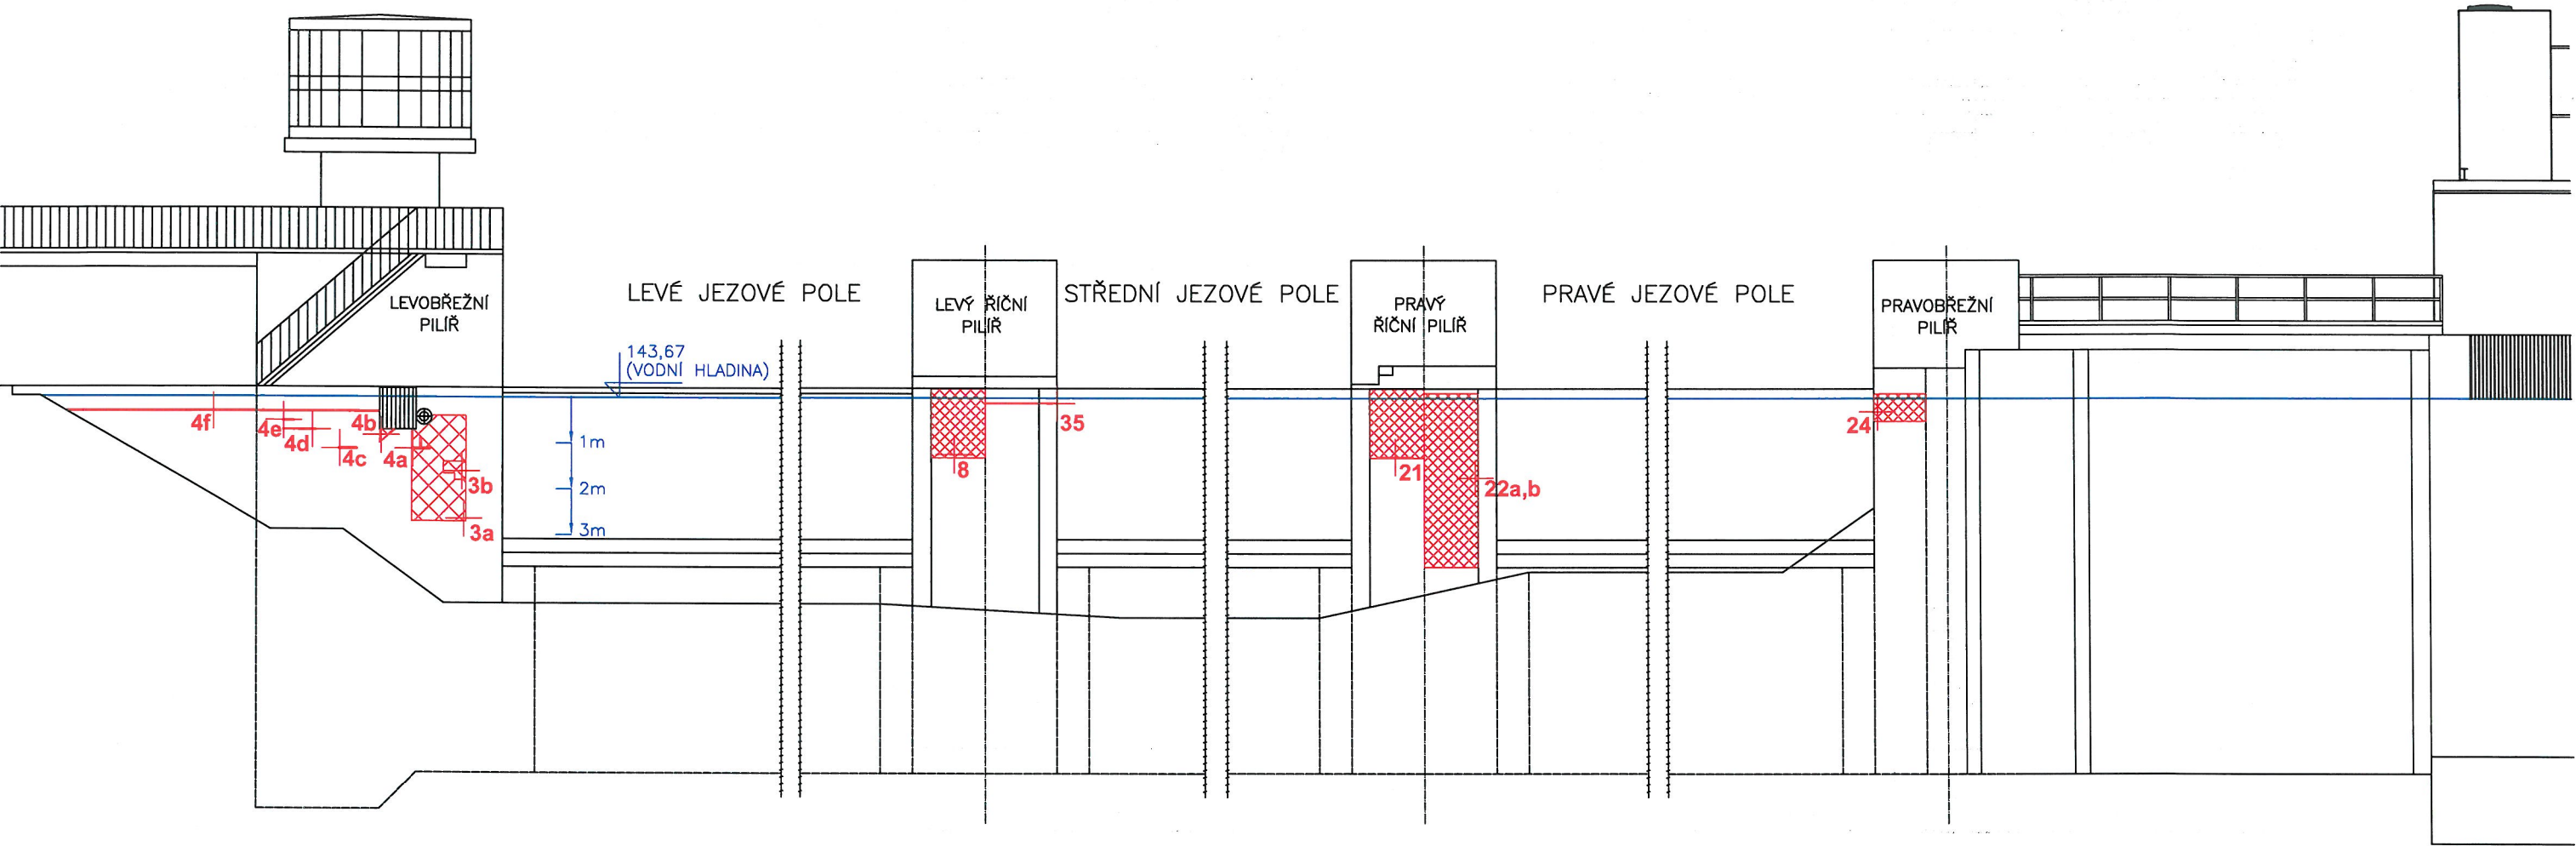 LEVOBŘEŽNÍ
PILÍŘ
LEVÉ JEZOVÉ POLE
LEVÝ ŘÍČNÍ
PILÍŘ
STŘEDNÍ JEZOVÉ POLE
PRAVÝ
ŘÍČNÍ PILÍŘ
PRAVÉ JEZOVÉ POLE
PRAVOBŘEŽNÍ
PILÍŘ
143,67
(VODNÍ HLADINA)
4f
4e
4d
4c
4b
4a
3b
3a
1m
2m
3m
8
35
21
22a,b
24